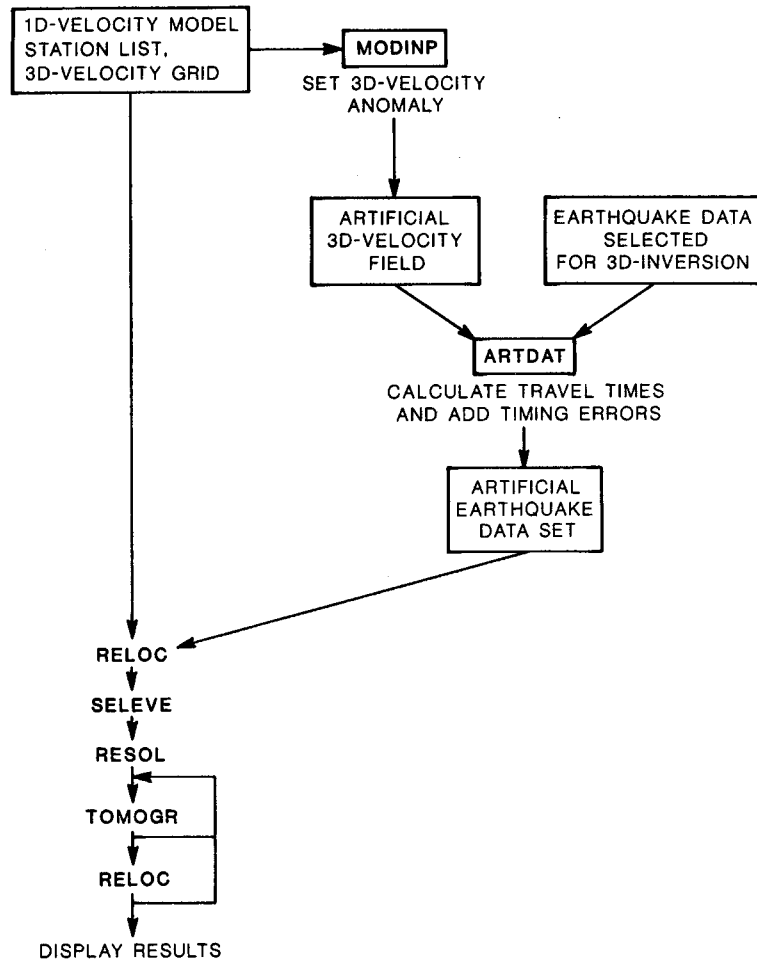 1D-VELOCITY MODEL
STATION LIST,
3D-VELOCITY GRID
MODINP
SET 3D-VELOCITY
ANOMALY
ARTIFICIAL
3D-VELOCITY
FIELD
EARTHQUAKE DATA
SELECTED
FOR 3D-INVERSION
ARTDAT
CALCULATE TRAVEL TIMES
AND ADD TIMING ERRORS
ARTIFICIAL
EARTHQUAKE
DATA SET
RELOC
SELEVE
RESOL
TOMOGR
RELOC
DISPLAY RESULTS